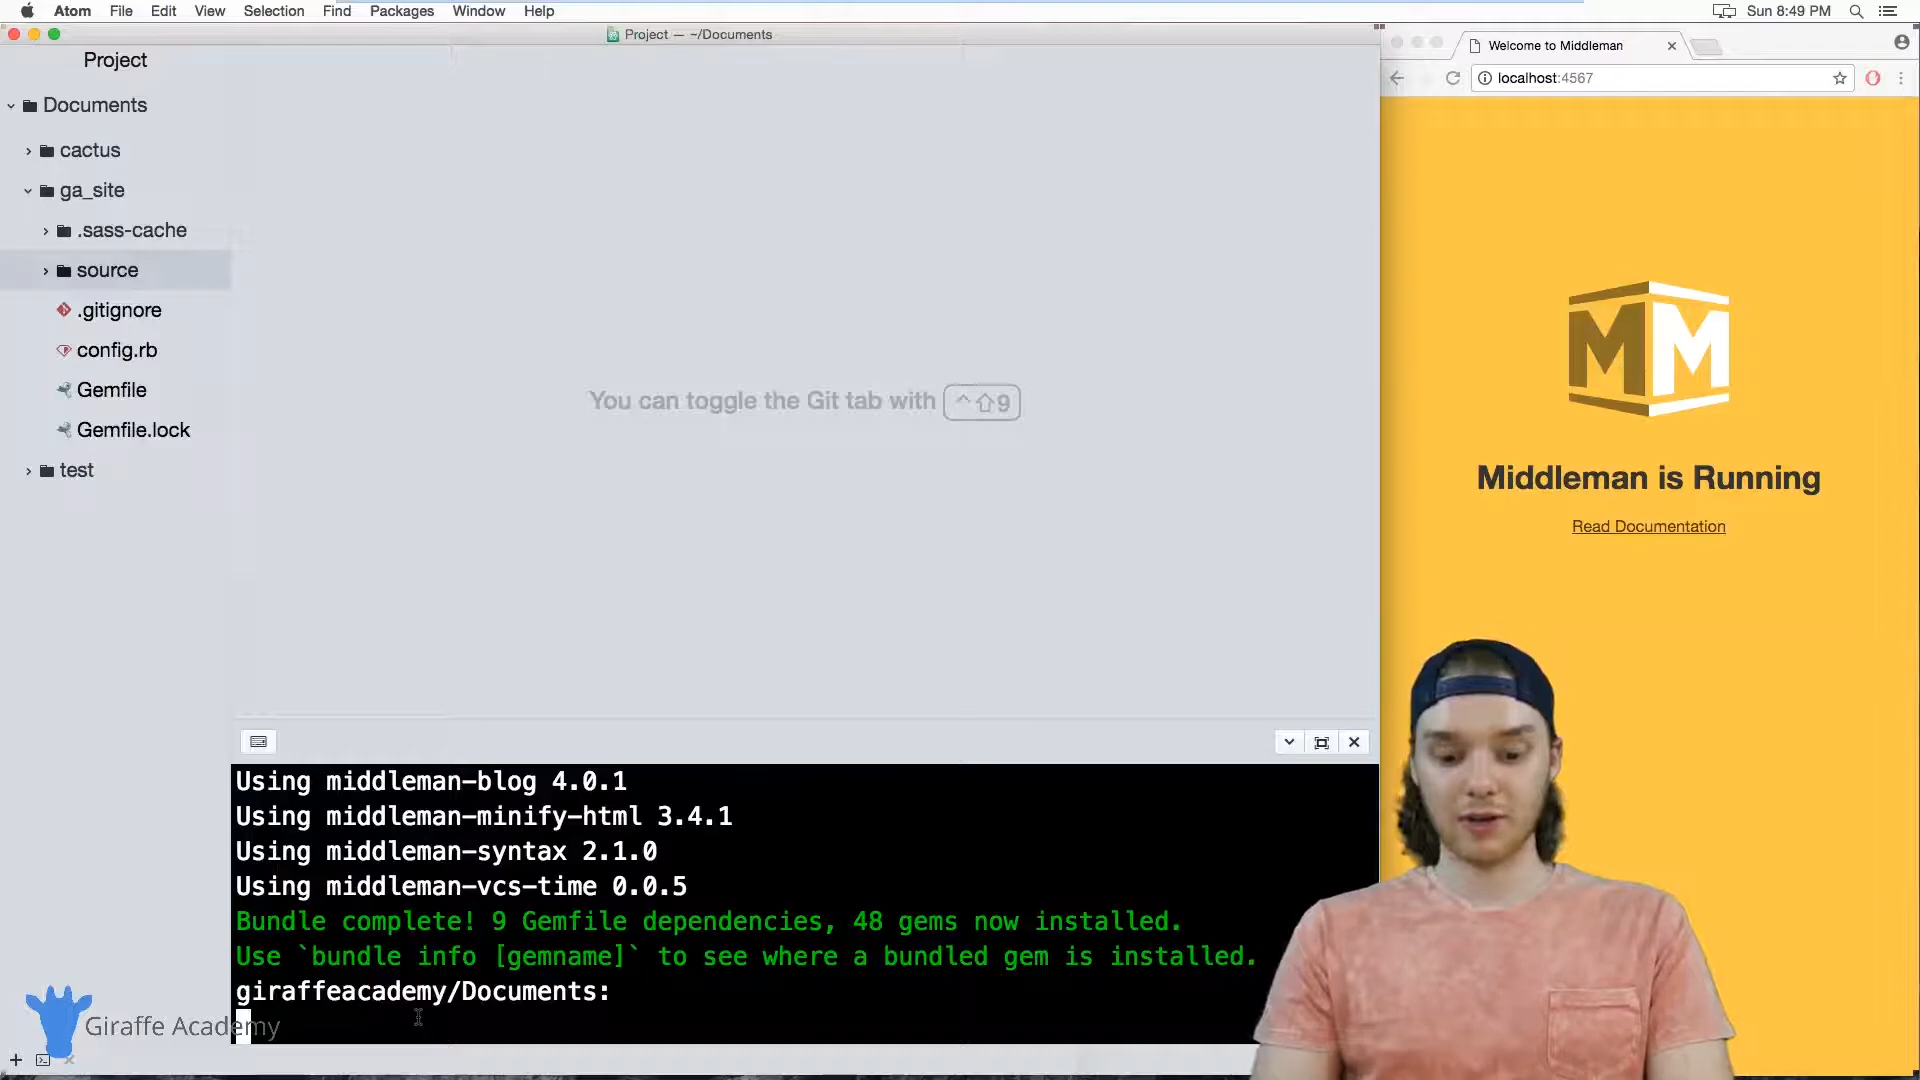 Atom File Edit View Selection Find Packages Window Help
Sun 8:49 PM
Project — ~/Documents
Project
Documents
cactus
ga_site
.sass-cache
source
.gitignore
config.rb
Gemfile
Gemfile.lock
test
You can toggle the Git tab with ^⇧9
Using middleman-blog 4.0.1
Using middleman-minify-html 3.4.1
Using middleman-syntax 2.1.0
Using middleman-vcs-time 0.0.5
Bundle complete! 9 Gemfile dependencies, 48 gems now installed.
Use `bundle info [gemname]` to see where a bundled gem is installed.
giraffeacademy/Documents:
Giraffe Academy
Welcome to Middleman
localhost:4567
MM
Middleman is Running
Read Documentation